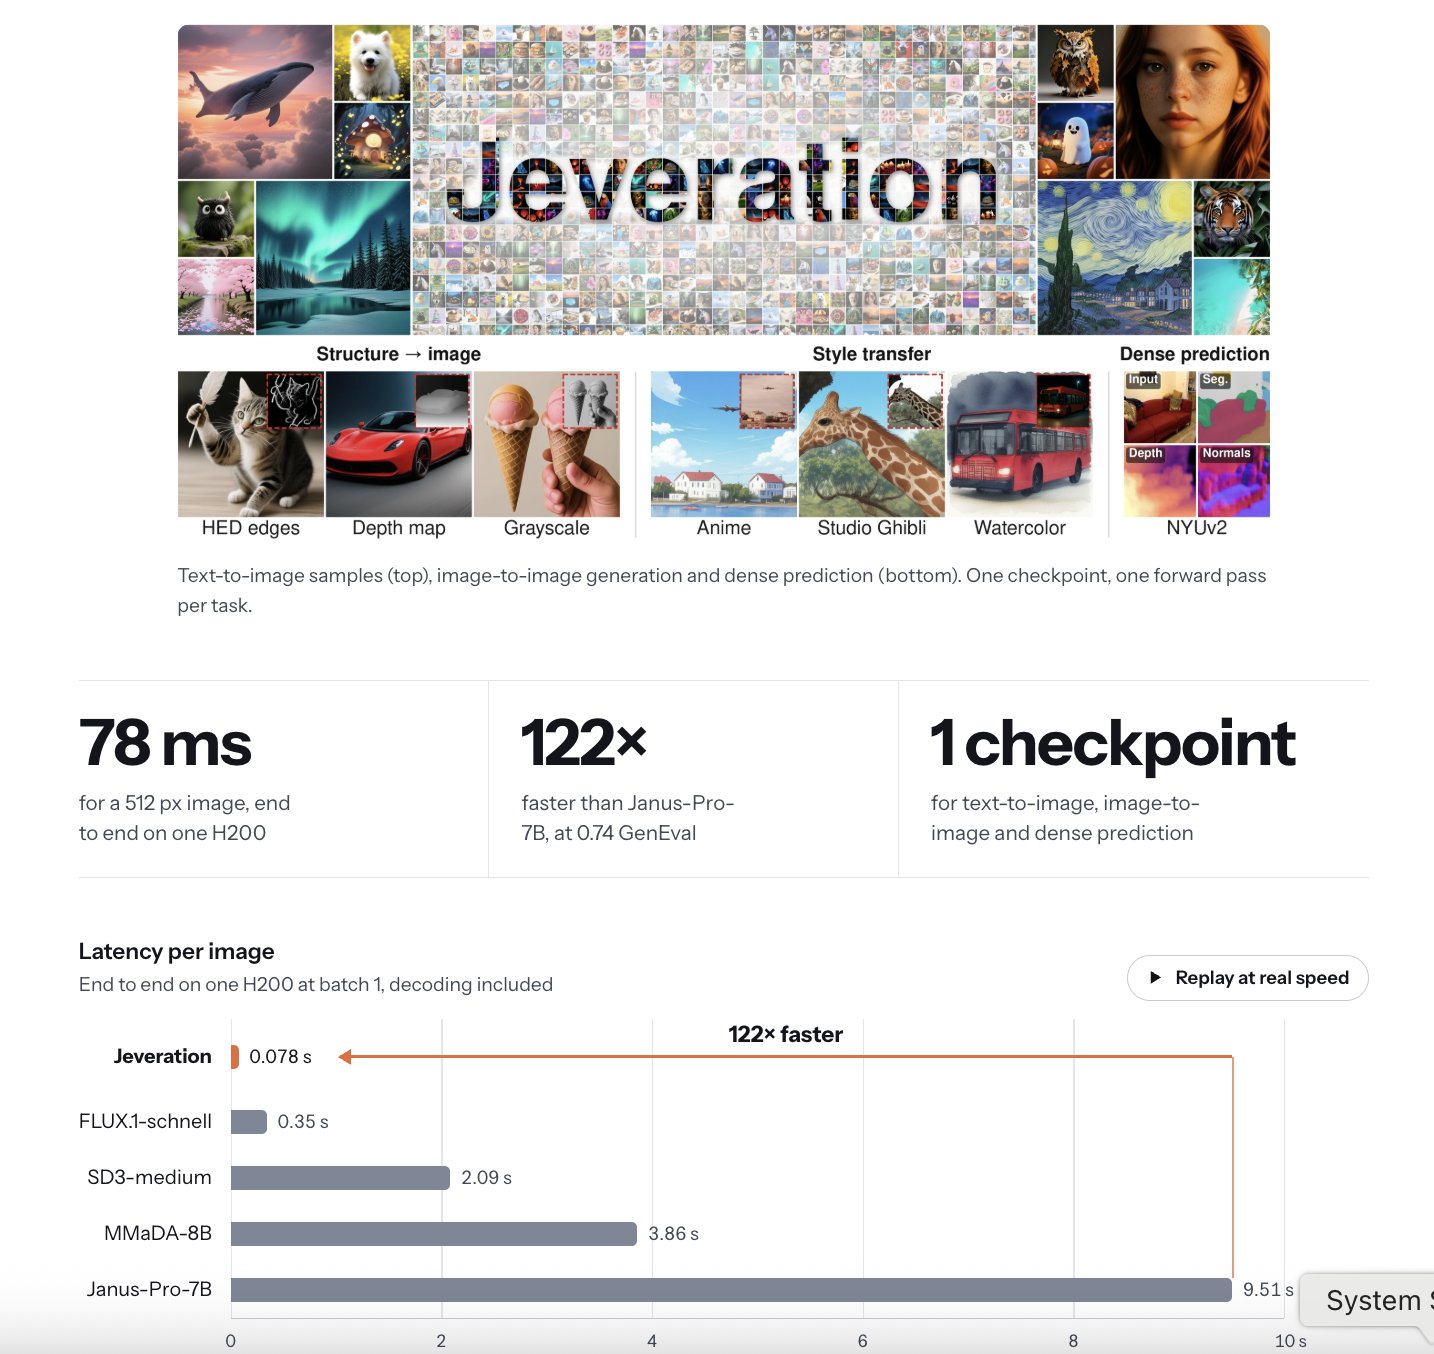 Jeveration
Structure → image
Style transfer
Dense prediction
Input
Seg.
Depth
Normals
HED edges
Depth map
Grayscale
Anime
Studio Ghibli
Watercolor
NYUv2
Text-to-image samples (top), image-to-image generation and dense prediction (bottom). One checkpoint, one forward pass
per task.
78 ms
for a 512 px image, end
to end on one H200
122×
faster than Janus-Pro-
7B, at 0.74 GenEval
1 checkpoint
for text-to-image, image-to-
image and dense prediction
Latency per image
End to end on one H200 at batch 1, decoding included
Replay at real speed
122× faster
Jeveration 0.078 s
FLUX.1-schnell 0.35 s
SD3-medium 2.09 s
MMaDA-8B 3.86 s
Janus-Pro-7B 9.51 s
System
0 2 4 6 8 10 s